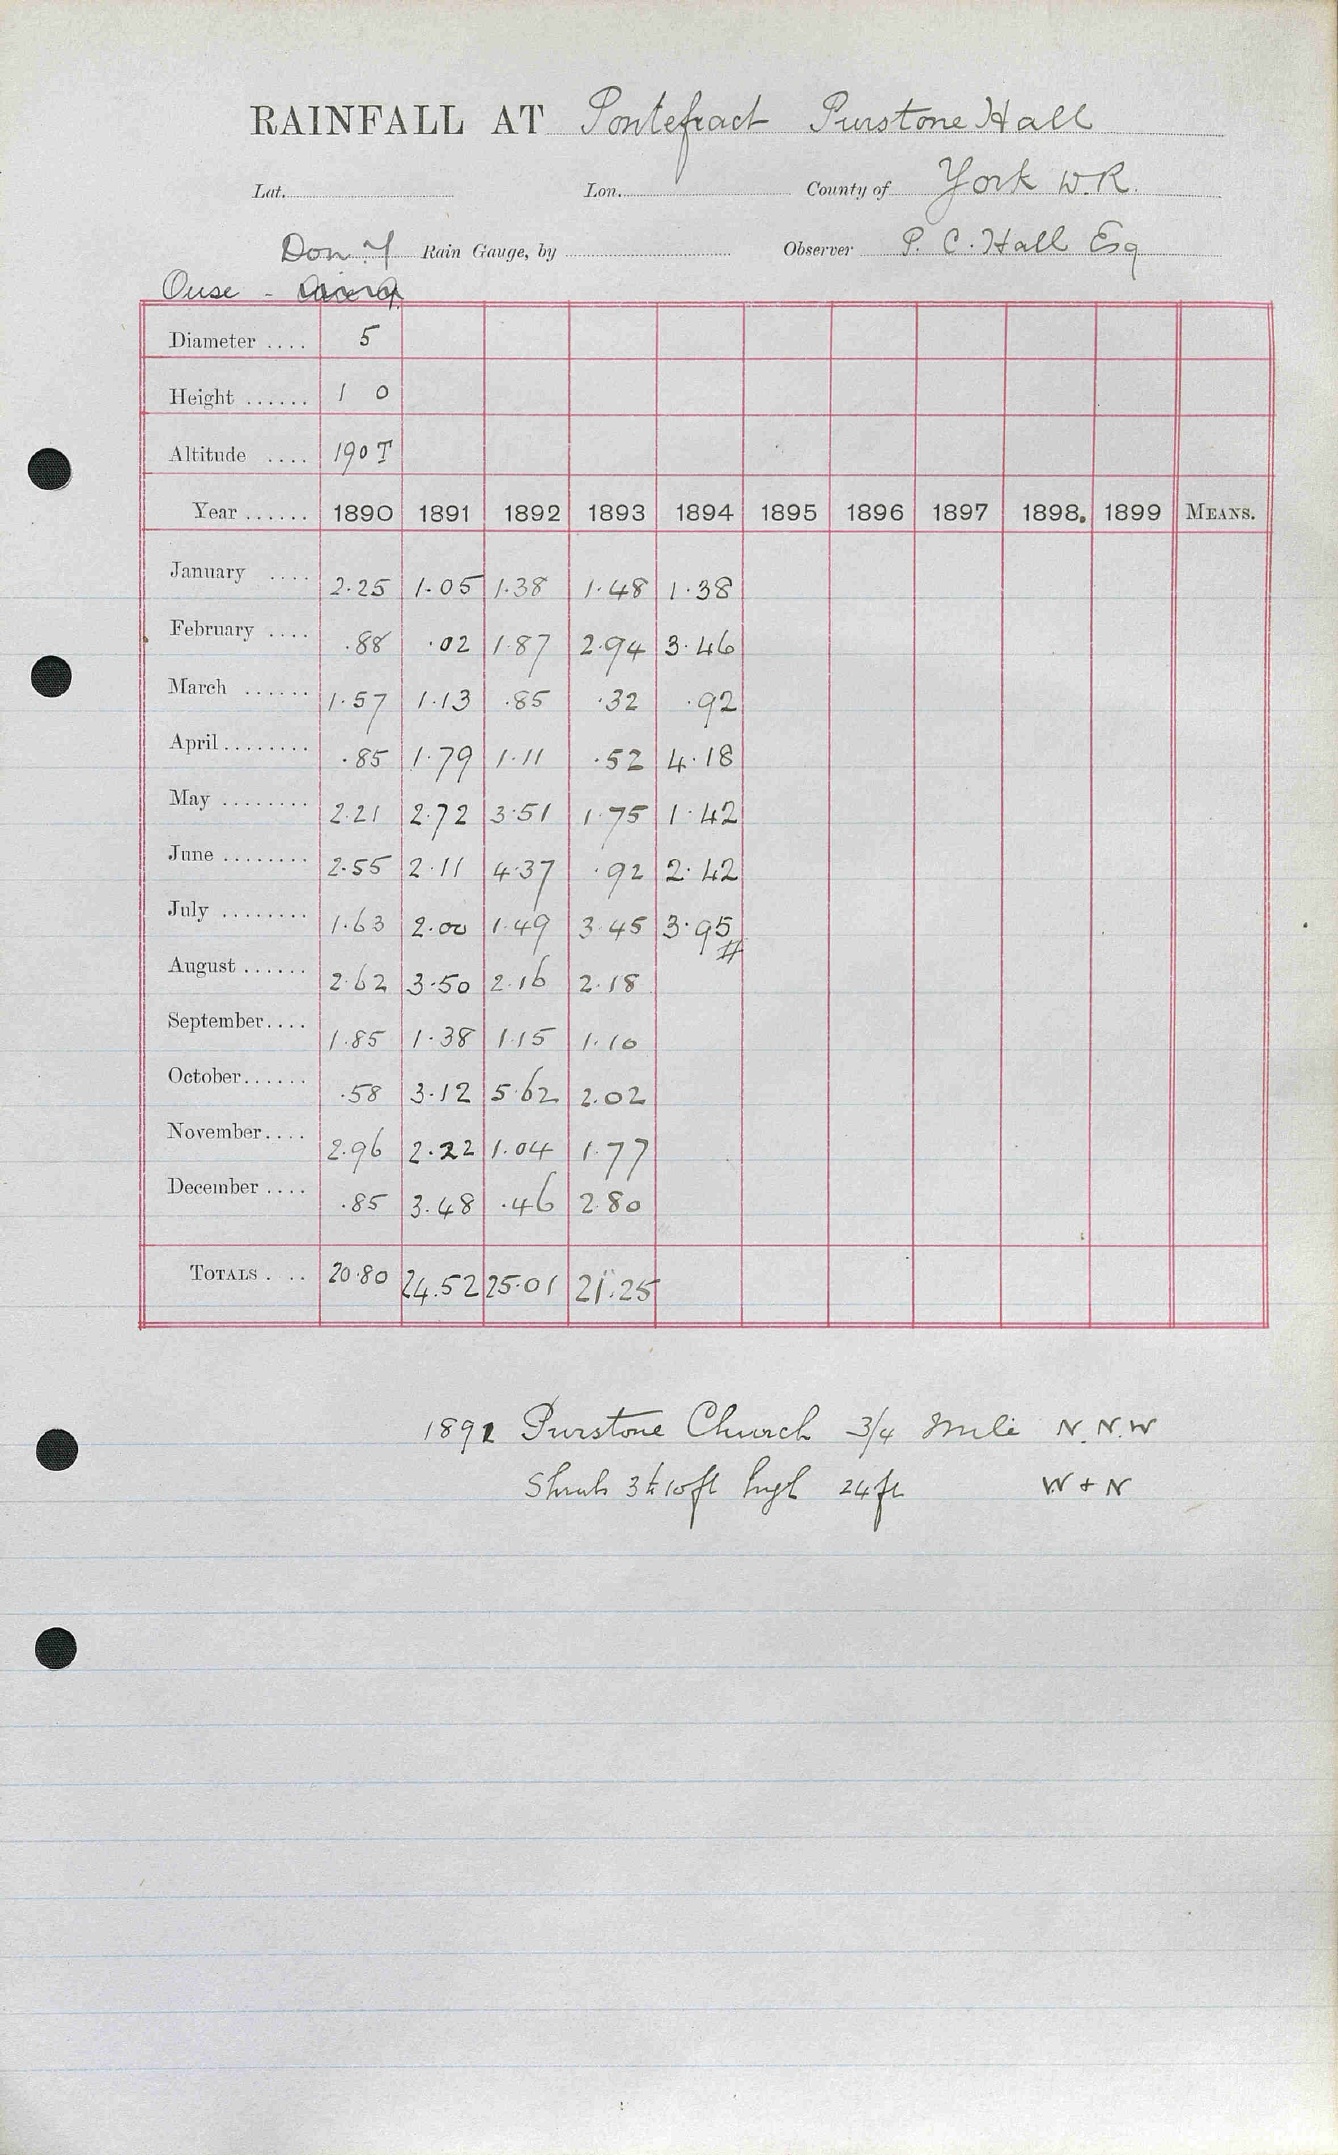 RAINFALL AT Pontefract Purstone Hall
Lat. Lon. County of York W.R.
Don Y Rain Gauge, by Observer P. C. Hall Esq
Ouse -
Diameter .... 5
Height ...... 1 0
Altitude .... 190 T
Year ...... 1890 1891 1892 1893 1894 1895 1896 1897 1898. 1899 MEANS.
January .... 2.25 1.05 1.38 1.48 1.38
February .... .88 .02 1.87 2.94 3.46
March ...... 1.57 1.13 .85 .32 .92
April ........ .85 1.79 1.11 .52 4.18
May ........ 2.21 2.72 3.51 1.75 1.42
June ........ 2.55 2.11 4.37 .92 2.42
July ........ 1.63 2.00 1.49 3.45 3.95
#
August ...... 2.62 3.50 2.16 2.18
September.... 1.85 1.38 1.15 1.10
October...... .58 3.12 5.62 2.02
November.... 2.96 2.22 1.04 1.77
December .... .85 3.48 .46 2.80
TOTALS . .. 20.80 24.52 25.01 21.25
1892 Purstone Church 3/4 Mile N.N.W
Shrubs 3 to 10 ft high 24 ft W + N